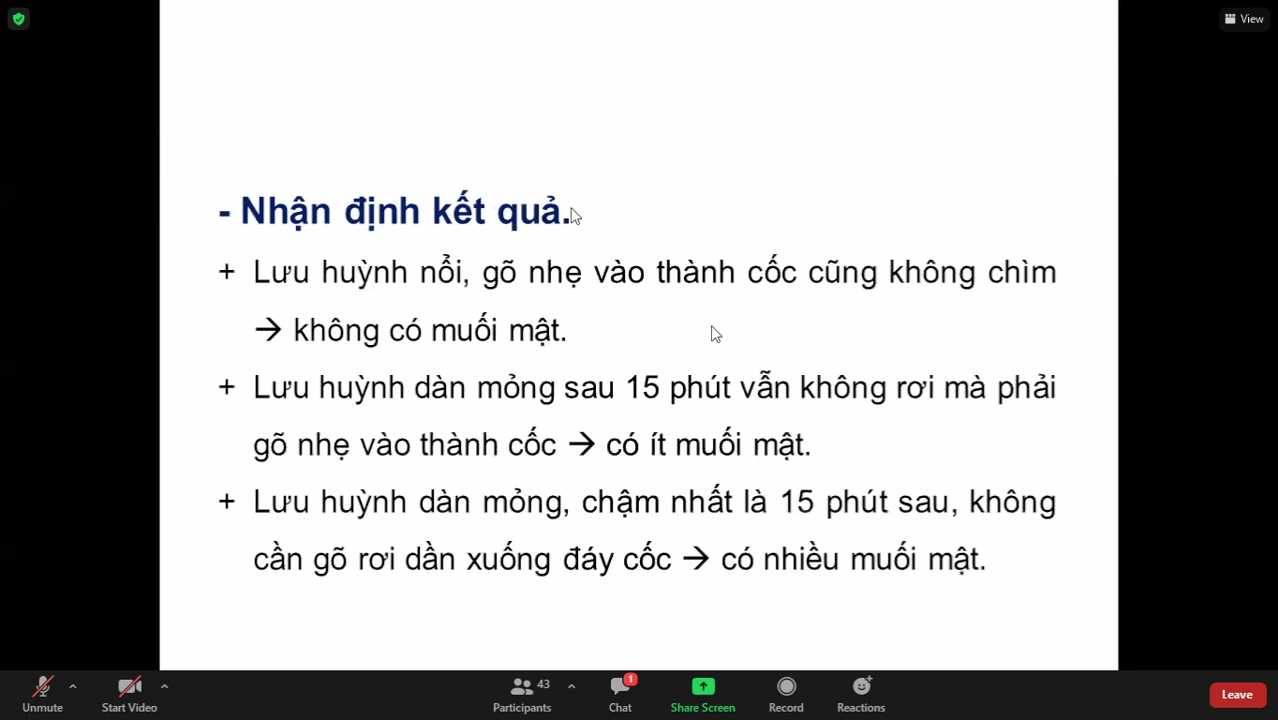 View
- Nhận định kết quả.
+ Lưu huỳnh nổi, gõ nhẹ vào thành cốc cũng không chìm
→ không có muối mật.
+ Lưu huỳnh dàn mỏng sau 15 phút vẫn không rơi mà phải
gõ nhẹ vào thành cốc → có ít muối mật.
+ Lưu huỳnh dàn mỏng, chậm nhất là 15 phút sau, không
cần gõ rơi dần xuống đáy cốc → có nhiều muối mật.
43
1
Unmute
Start Video
Participants
Chat
Share Screen
Record
Reactions
Leave